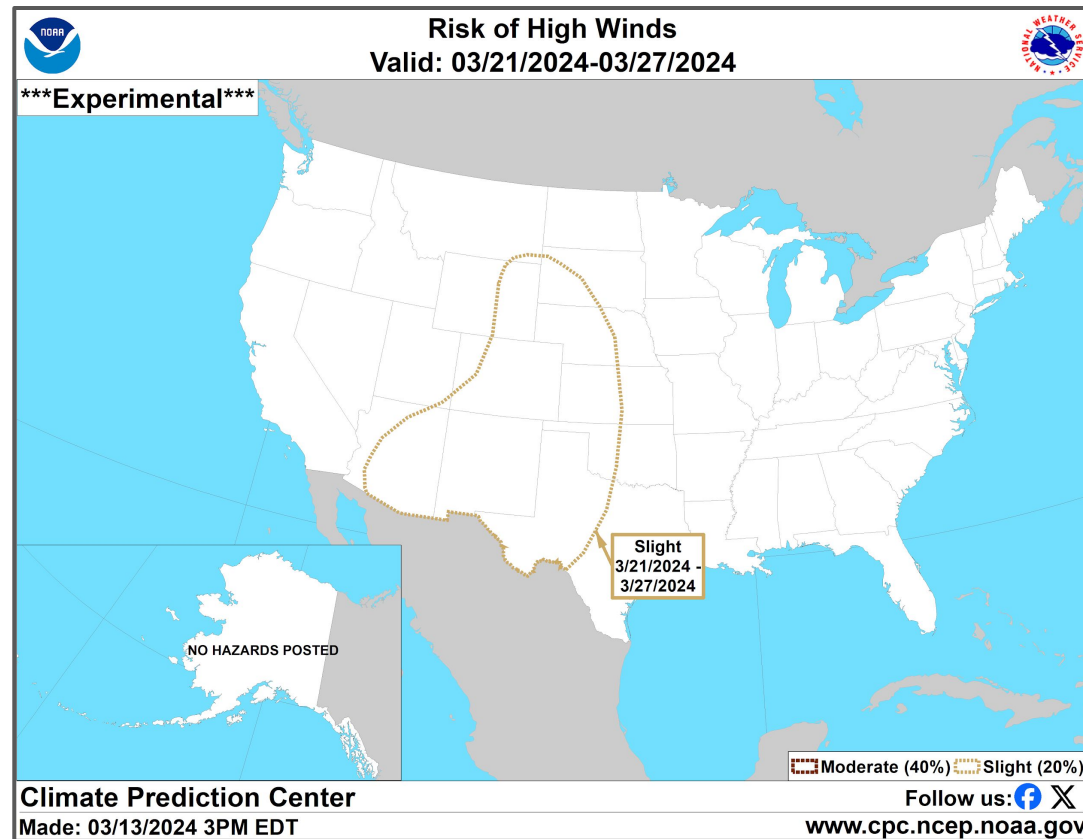 NOAA
Risk of High Winds
Valid: 03/21/2024-03/27/2024
NATIONAL WEATHER SERVICE
***Experimental***
Slight
3/21/2024 -
3/27/2024
NO HAZARDS POSTED
Moderate (40%) Slight (20%)
Climate Prediction Center
Follow us:
Made: 03/13/2024 3PM EDT
www.cpc.ncep.noaa.gov